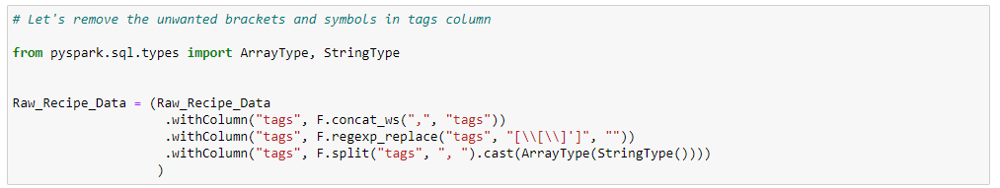 # Let's remove the unwanted brackets and symbols in tags column
from pyspark.sql.types import ArrayType, StringType
Raw_Recipe_Data = (Raw_Recipe_Data
.withColumn("tags", F.concat_ws(",", "tags"))
.withColumn("tags", F.regexp_replace("tags", "[\\[\\]']", ""))
.withColumn("tags", F.split("tags", ", ").cast(ArrayType(StringType())))
)